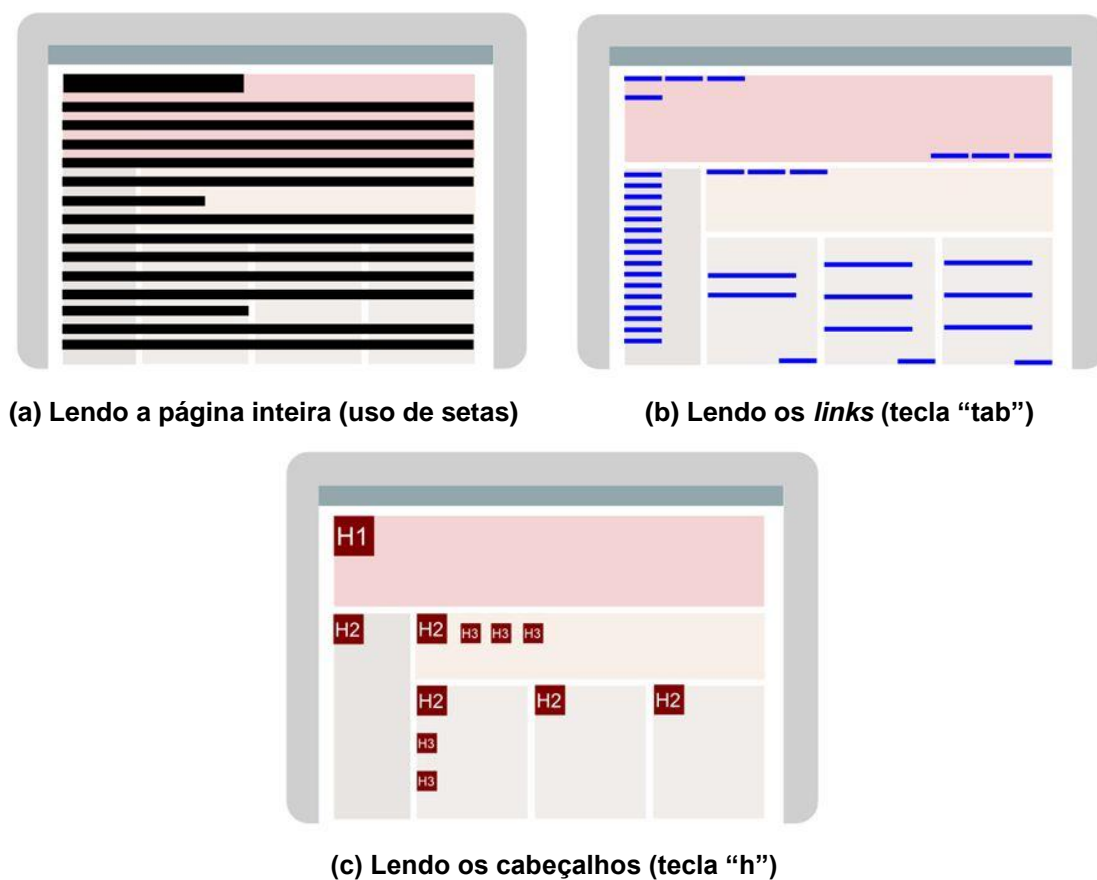 (a) Lendo a página inteira (uso de setas)
(b) Lendo os links (tecla “tab”)
H1
H2
H2 H3 H3 H3
H2 H2 H2
H3
H3
(c) Lendo os cabeçalhos (tecla “h”)